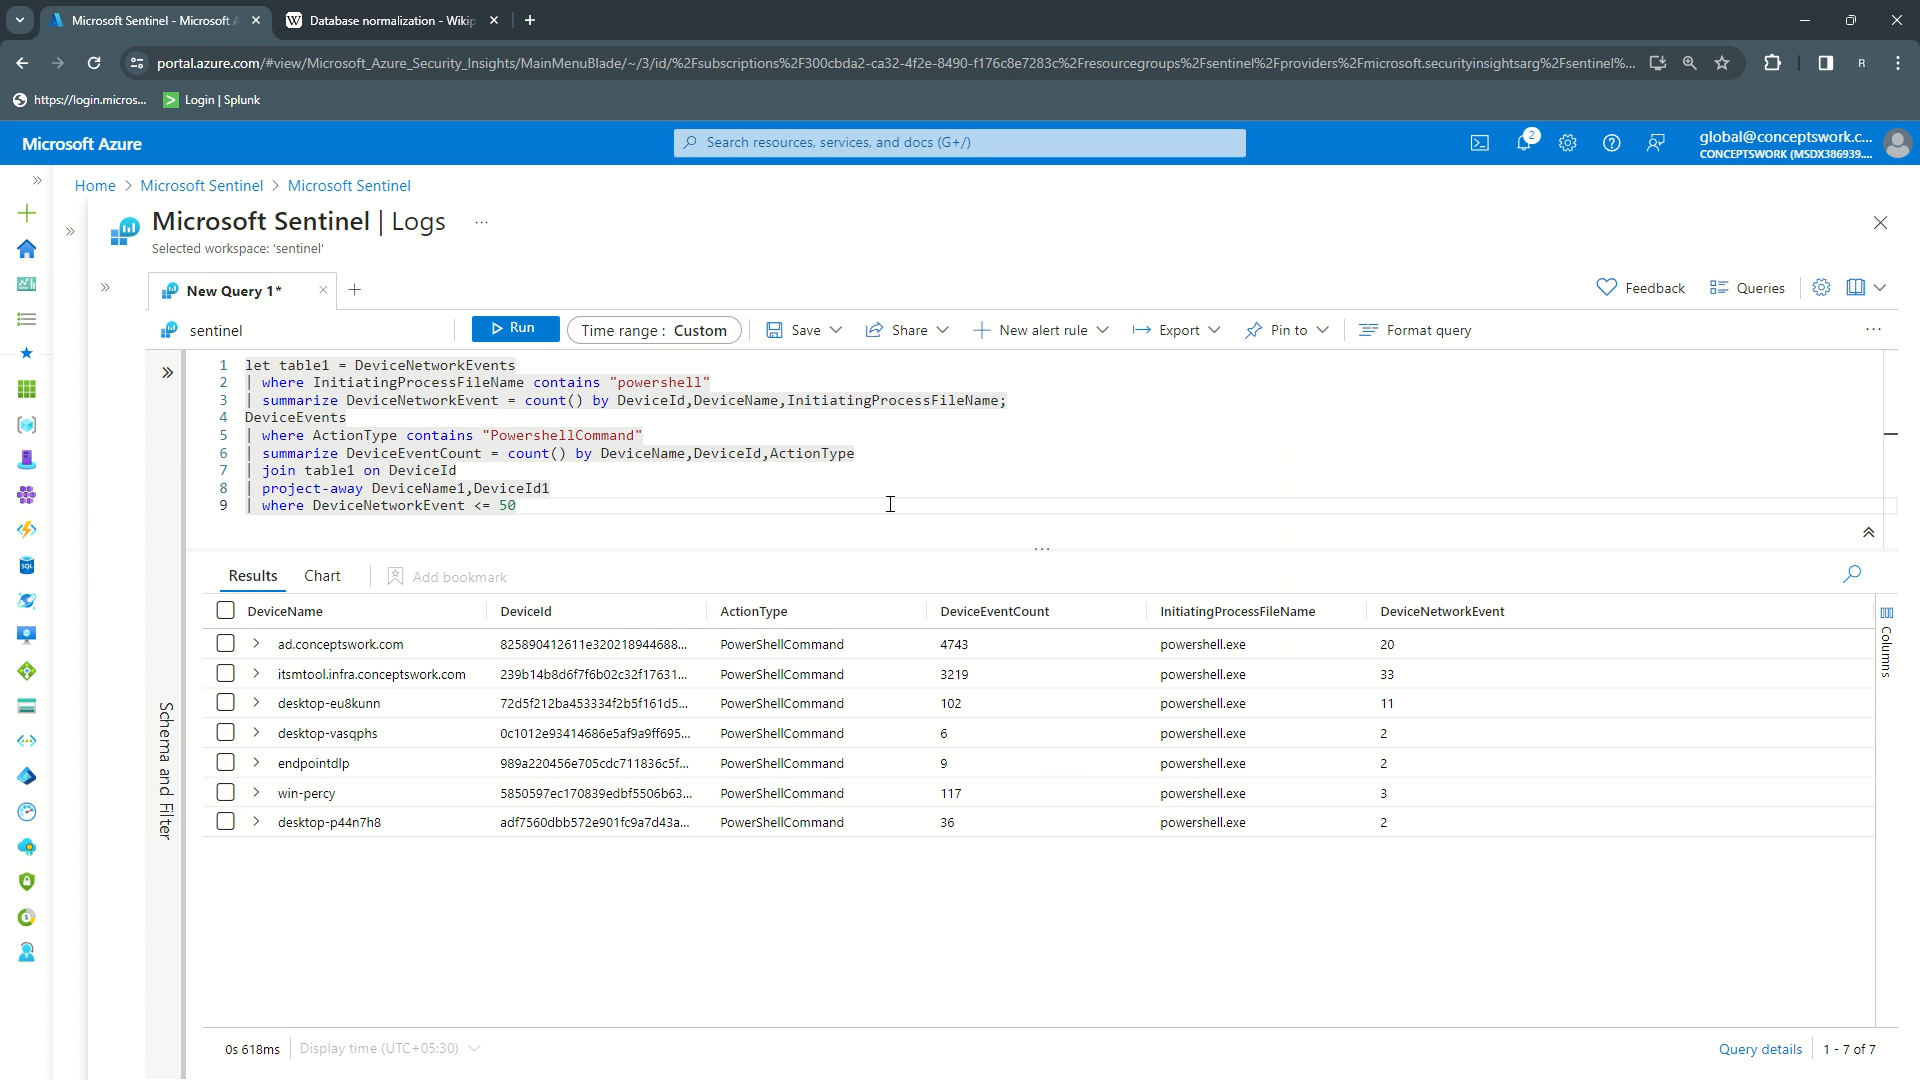 Microsoft Sentinel - Microsoft A
Database normalization - Wikip
portal.azure.com/#view/Microsoft_Azure_Security_Insights/MainMenuBlade/~/3/id/%2Fsubscriptions%2F300cbda2-ca32-4f2e-8490-f176c8e7283c%2Fresourcegroups%2Fsentinel%2Fproviders%2Fmicrosoft.securityinsightsarg%2Fsentinel%...
R
https://login.micros...
Login | Splunk
Microsoft Azure
Search resources, services, and docs (G+/)
2
global@conceptswork.c...
CONCEPTSWORK (MSDX386939....
Home > Microsoft Sentinel > Microsoft Sentinel
Microsoft Sentinel | Logs ...
Selected workspace: 'sentinel'
New Query 1*
Feedback
Queries
sentinel
Run
Time range : Custom
Save
Share
New alert rule
Export
Pin to
Format query
1 let table1 = DeviceNetworkEvents
2 | where InitiatingProcessFileName contains "powershell"
3 | summarize DeviceNetworkEvent = count() by DeviceId,DeviceName,InitiatingProcessFileName;
4 DeviceEvents
5 | where ActionType contains "PowershellCommand"
6 | summarize DeviceEventCount = count() by DeviceName,DeviceId,ActionType
7 | join table1 on DeviceId
8 | project-away DeviceName1,DeviceId1
9 | where DeviceNetworkEvent <= 50
Schema and Filter
Results
Chart
Add bookmark
DeviceName DeviceId ActionType DeviceEventCount InitiatingProcessFileName DeviceNetworkEvent
ad.conceptswork.com 825890412611e320218944688... PowerShellCommand 4743 powershell.exe 20
itsmtool.infra.conceptswork.com 239b14b8d6f7f6b02c32f17631... PowerShellCommand 3219 powershell.exe 33
desktop-eu8kunn 72d5f212ba453334f2b5f161d5... PowerShellCommand 102 powershell.exe 11
desktop-vasqphs 0c1012e93414686e5af9a9ff695... PowerShellCommand 6 powershell.exe 2
endpointdlp 989a220456e705cdc711836c5f... PowerShellCommand 9 powershell.exe 2
win-percy 5850597ec170839edbf5506b63... PowerShellCommand 117 powershell.exe 3
desktop-p44n7h8 adf7560dbb572e901fc9a7d43a... PowerShellCommand 36 powershell.exe 2
Columns
0s 618ms
Display time (UTC+05:30)
Query details
1 - 7 of 7